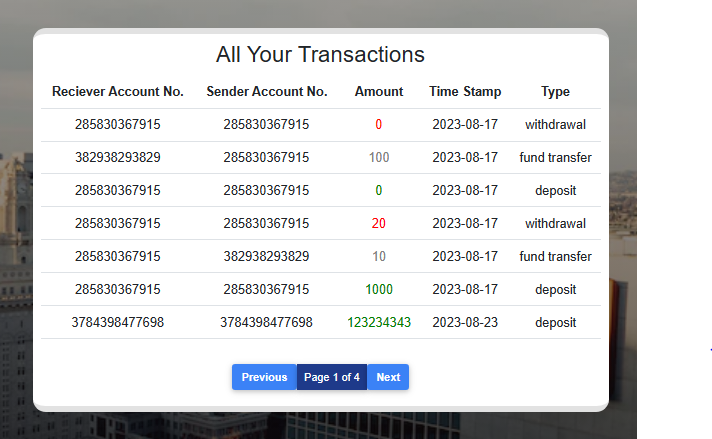 All Your Transactions
Reciever Account No. Sender Account No. Amount Time Stamp Type
285830367915 285830367915 0 2023-08-17 withdrawal
382938293829 285830367915 100 2023-08-17 fund transfer
285830367915 285830367915 0 2023-08-17 deposit
285830367915 285830367915 20 2023-08-17 withdrawal
285830367915 382938293829 10 2023-08-17 fund transfer
285830367915 285830367915 1000 2023-08-17 deposit
3784398477698 3784398477698 123234343 2023-08-23 deposit
Previous Page 1 of 4 Next